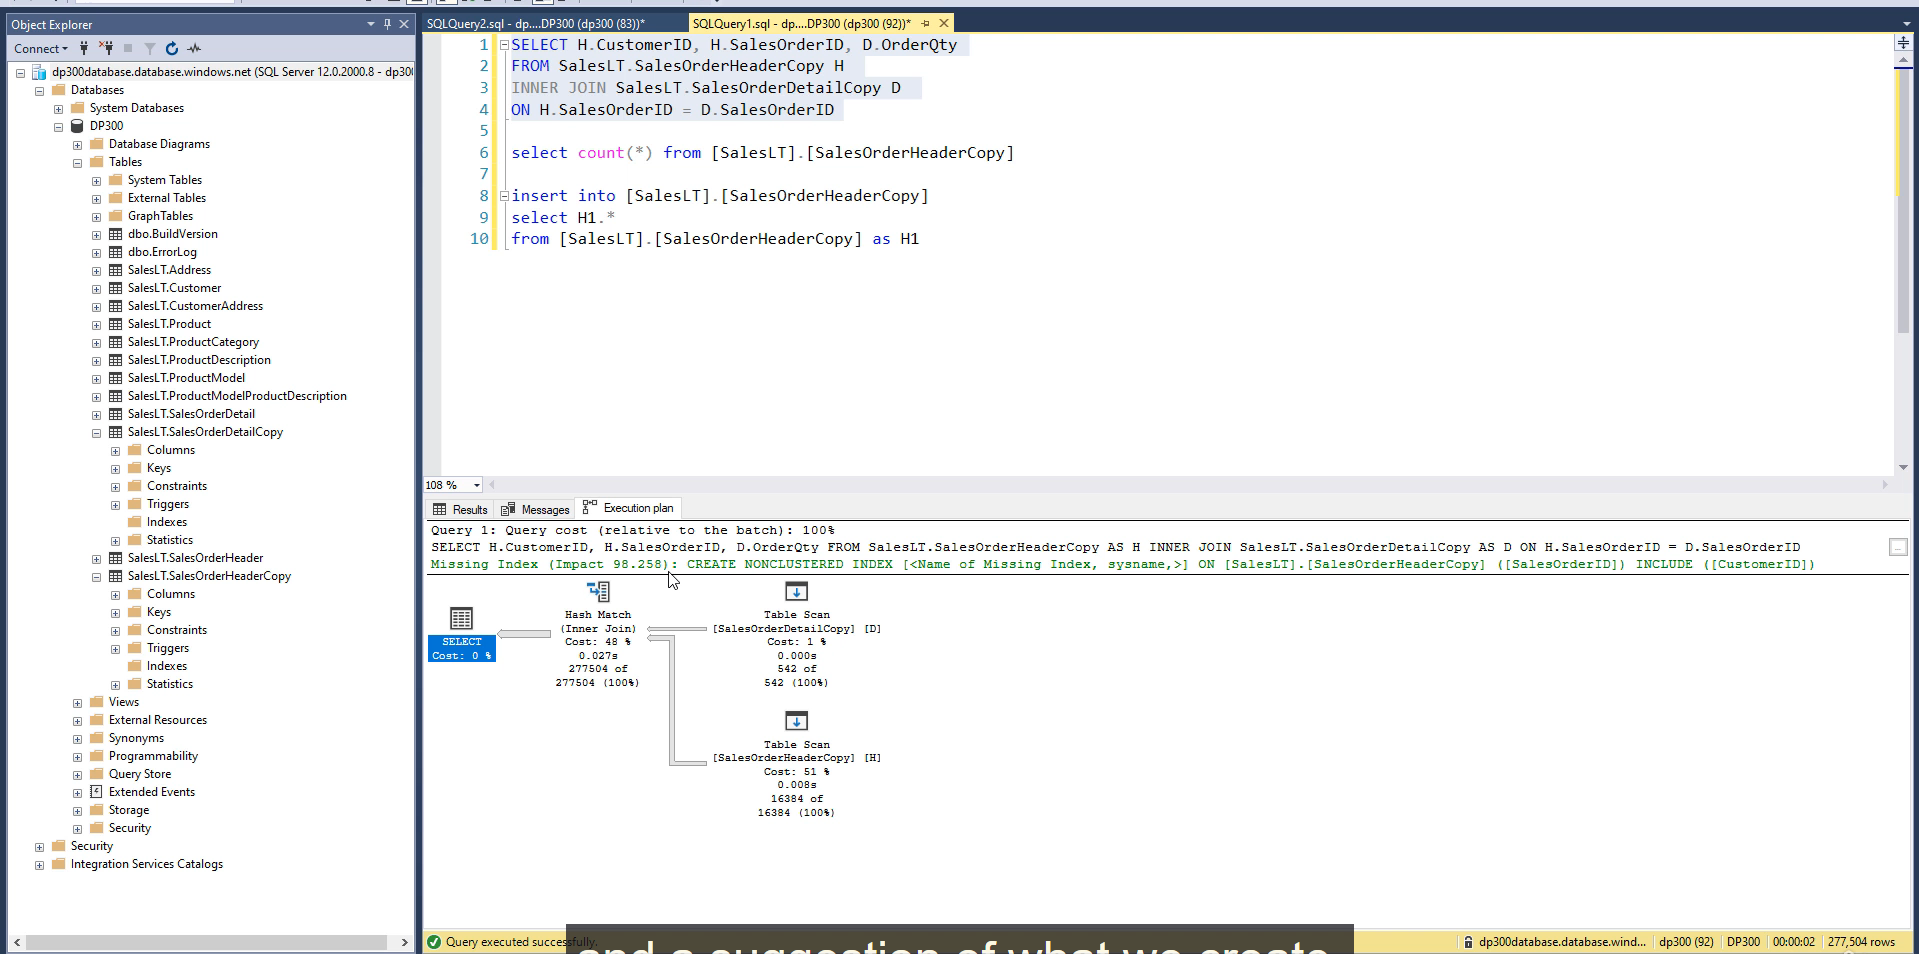 Object Explorer
Connect
dp300database.database.windows.net (SQL Server 12.0.2000.8 - dp30
Databases
System Databases
DP300
Database Diagrams
Tables
System Tables
External Tables
GraphTables
dbo.BuildVersion
dbo.ErrorLog
SalesLT.Address
SalesLT.Customer
SalesLT.CustomerAddress
SalesLT.Product
SalesLT.ProductCategory
SalesLT.ProductDescription
SalesLT.ProductModel
SalesLT.ProductModelProductDescription
SalesLT.SalesOrderDetail
SalesLT.SalesOrderDetailCopy
Columns
Keys
Constraints
Triggers
Indexes
Statistics
SalesLT.SalesOrderHeader
SalesLT.SalesOrderHeaderCopy
Columns
Keys
Constraints
Triggers
Indexes
Statistics
Views
External Resources
Synonyms
Programmability
Query Store
Extended Events
Storage
Security
Security
Integration Services Catalogs
SQLQuery2.sql - dp....DP300 (dp300 (83))*
SQLQuery1.sql - dp....DP300 (dp300 (92))*
1 SELECT H.CustomerID, H.SalesOrderID, D.OrderQty
2 FROM SalesLT.SalesOrderHeaderCopy H
3 INNER JOIN SalesLT.SalesOrderDetailCopy D
4 ON H.SalesOrderID = D.SalesOrderID
5
6 select count(*) from [SalesLT].[SalesOrderHeaderCopy]
7
8 insert into [SalesLT].[SalesOrderHeaderCopy]
9 select H1.*
10 from [SalesLT].[SalesOrderHeaderCopy] as H1
108 %
Results Messages Execution plan
Query 1: Query cost (relative to the batch): 100%
SELECT H.CustomerID, H.SalesOrderID, D.OrderQty FROM SalesLT.SalesOrderHeaderCopy AS H INNER JOIN SalesLT.SalesOrderDetailCopy AS D ON H.SalesOrderID = D.SalesOrderID
Missing Index (Impact 98.258): CREATE NONCLUSTERED INDEX [<Name of Missing Index, sysname,>] ON [SalesLT].[SalesOrderHeaderCopy] ([SalesOrderID]) INCLUDE ([CustomerID])
SELECT
Cost: 0 %
Hash Match
(Inner Join)
Cost: 48 %
0.027s
277504 of
277504 (100%)
Table Scan
[SalesOrderDetailCopy] [D]
Cost: 1 %
0.000s
542 of
542 (100%)
Table Scan
[SalesOrderHeaderCopy] [H]
Cost: 51 %
0.008s
16384 of
16384 (100%)
Query executed successfully.
and a suggestion of what we create
dp300database.database.wind... dp300 (92) DP300 00:00:02 277,504 rows